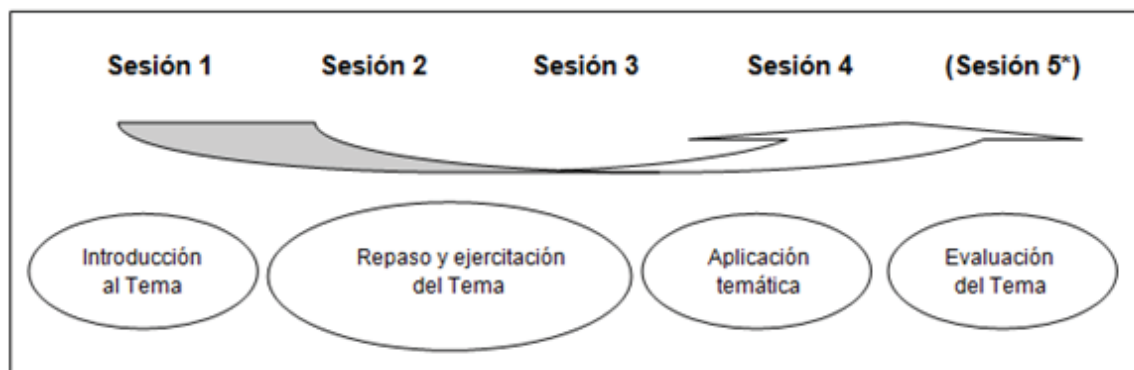 Sesión 1 Sesión 2 Sesión 3 Sesión 4 (Sesión 5*)
Introducción
al Tema
Repaso y ejercitación
del Tema
Aplicación
temática
Evaluación
del Tema